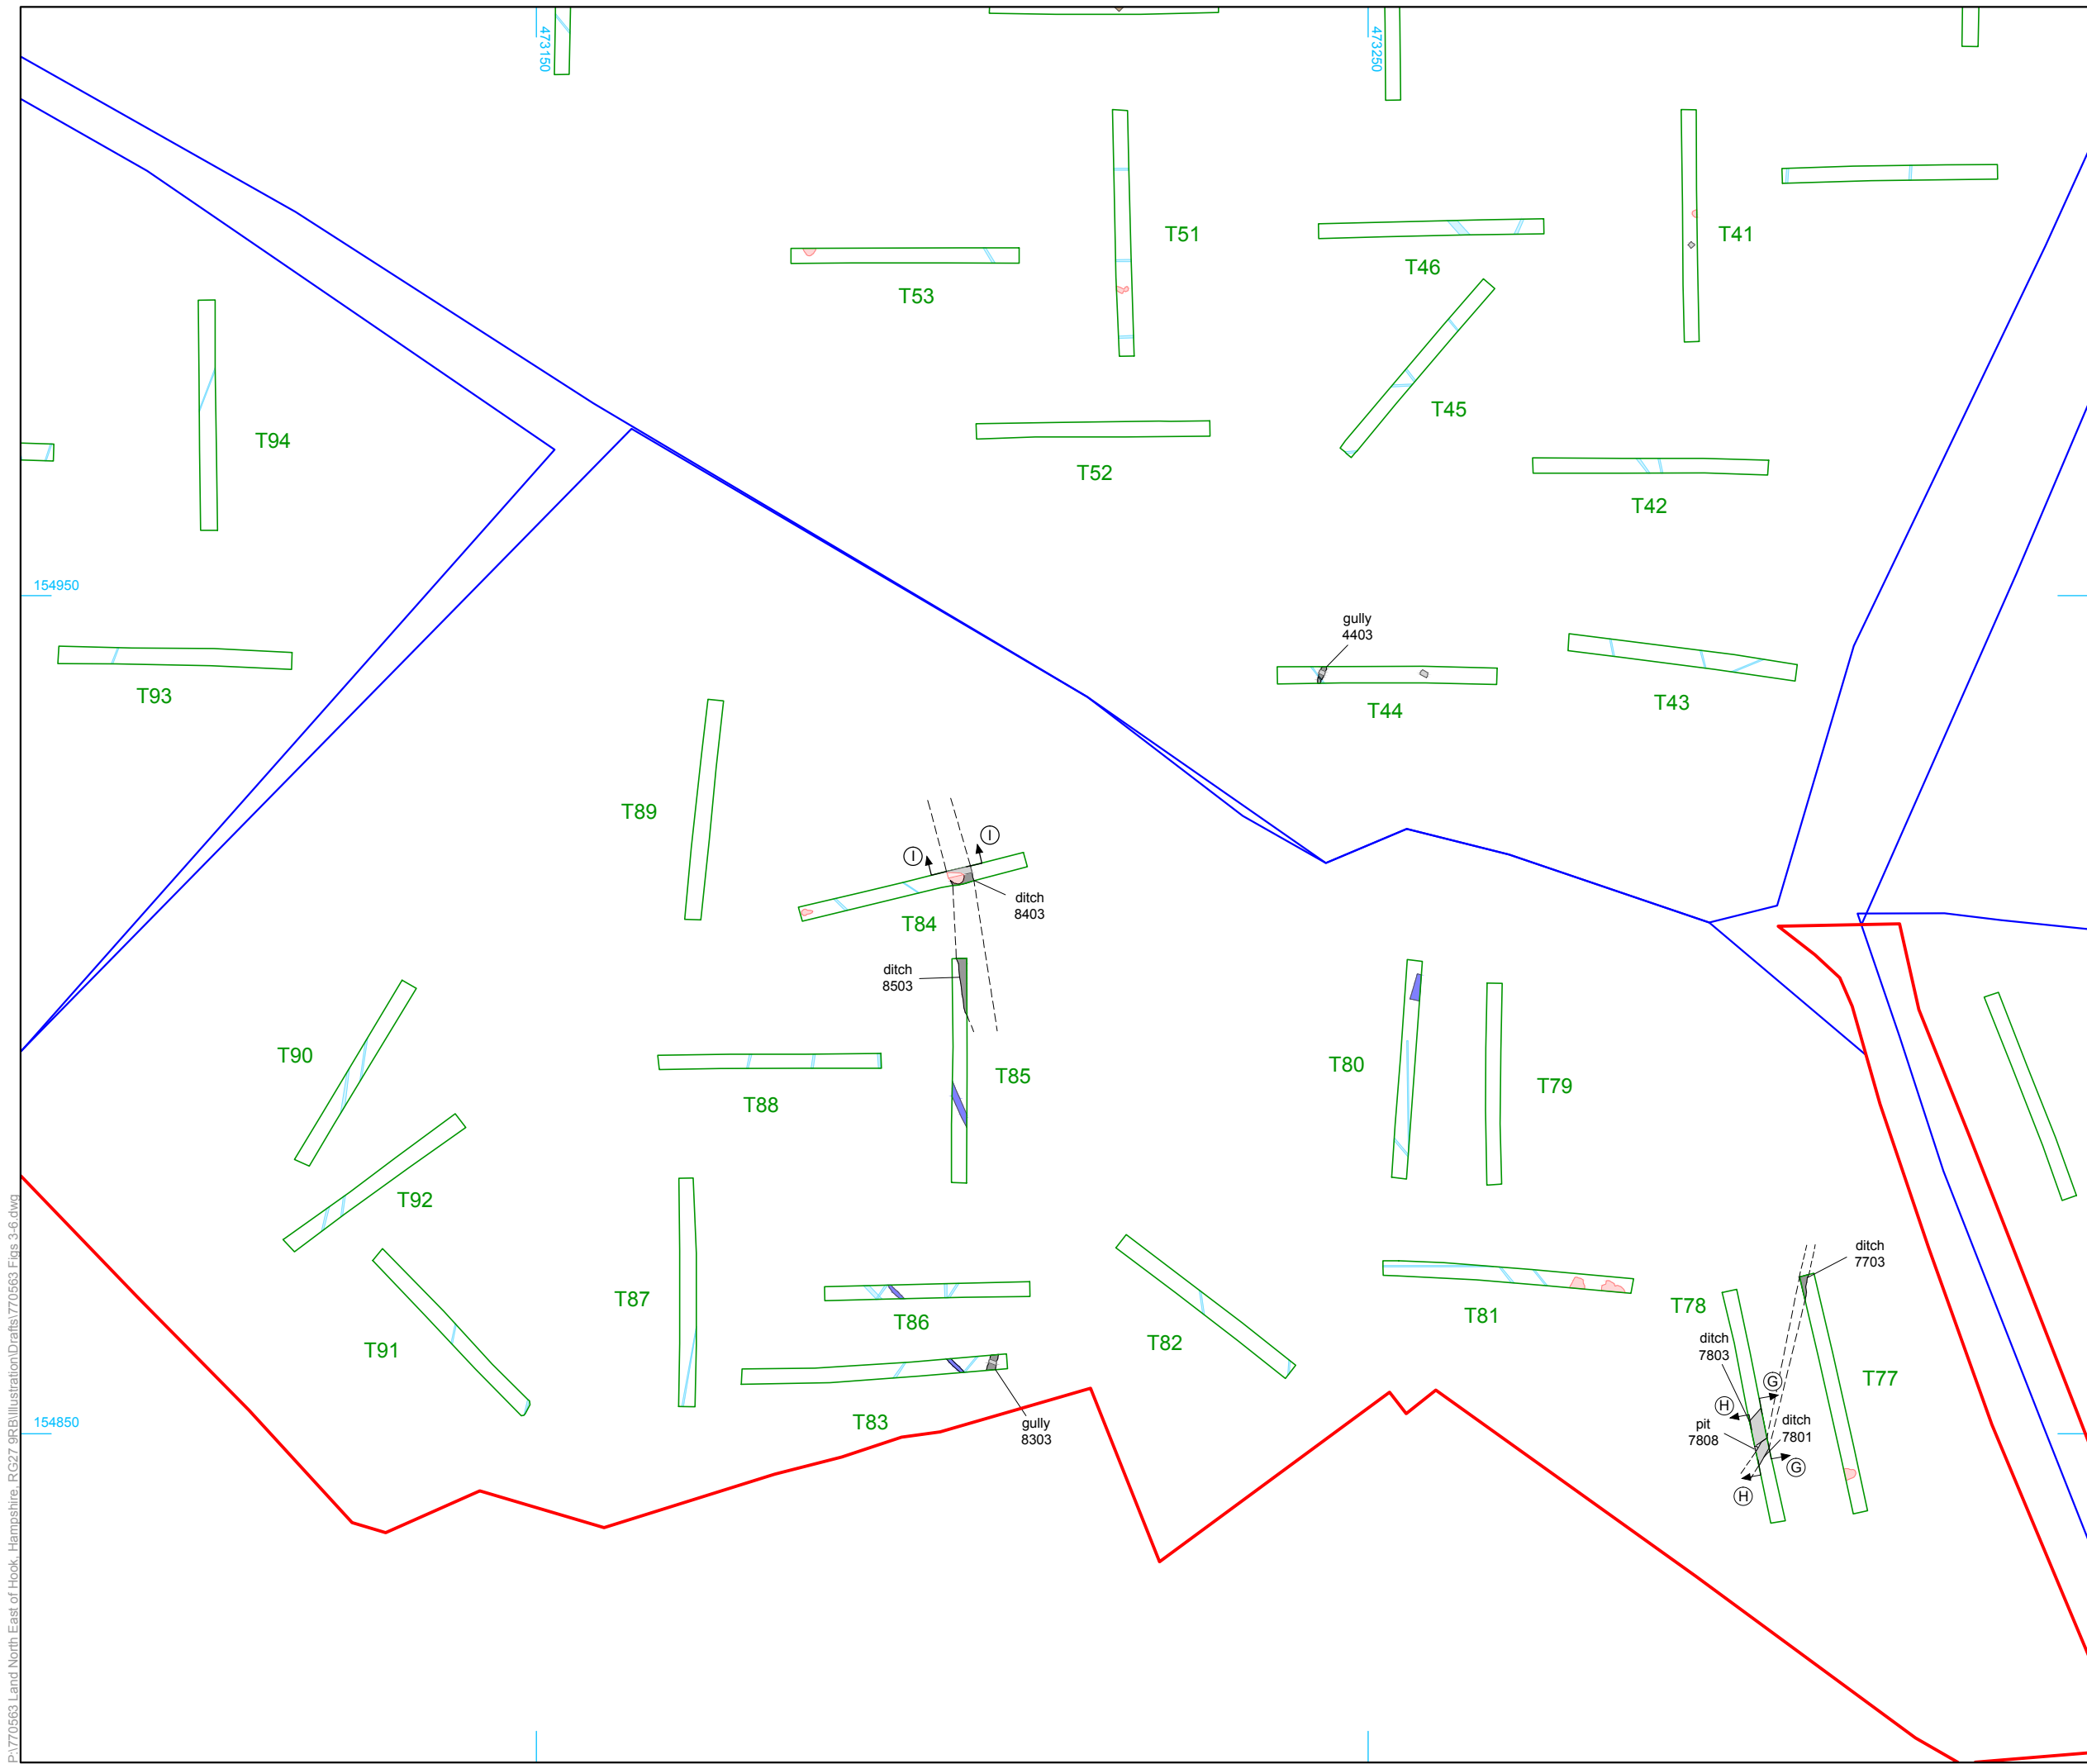 473150
473250
T51
T41
T46
T53
T45
T94
T52
T42
154950
gully
4403
T93
T43
T44
T89
I
I
ditch
8403
T84
ditch
8503
T90
T80
T85
T79
T88
T92
ditch
7703
T87
T78
T81
T86
T82
ditch
7803
T91
T77
G
H
154850
T83
gully
8303
pit
7808
ditch
7801
G
H
P:\770563 Land North East of Hook, Hampshire, RG27 9RB\Illustration\Drafts\770563 Figs 3-6.dwg